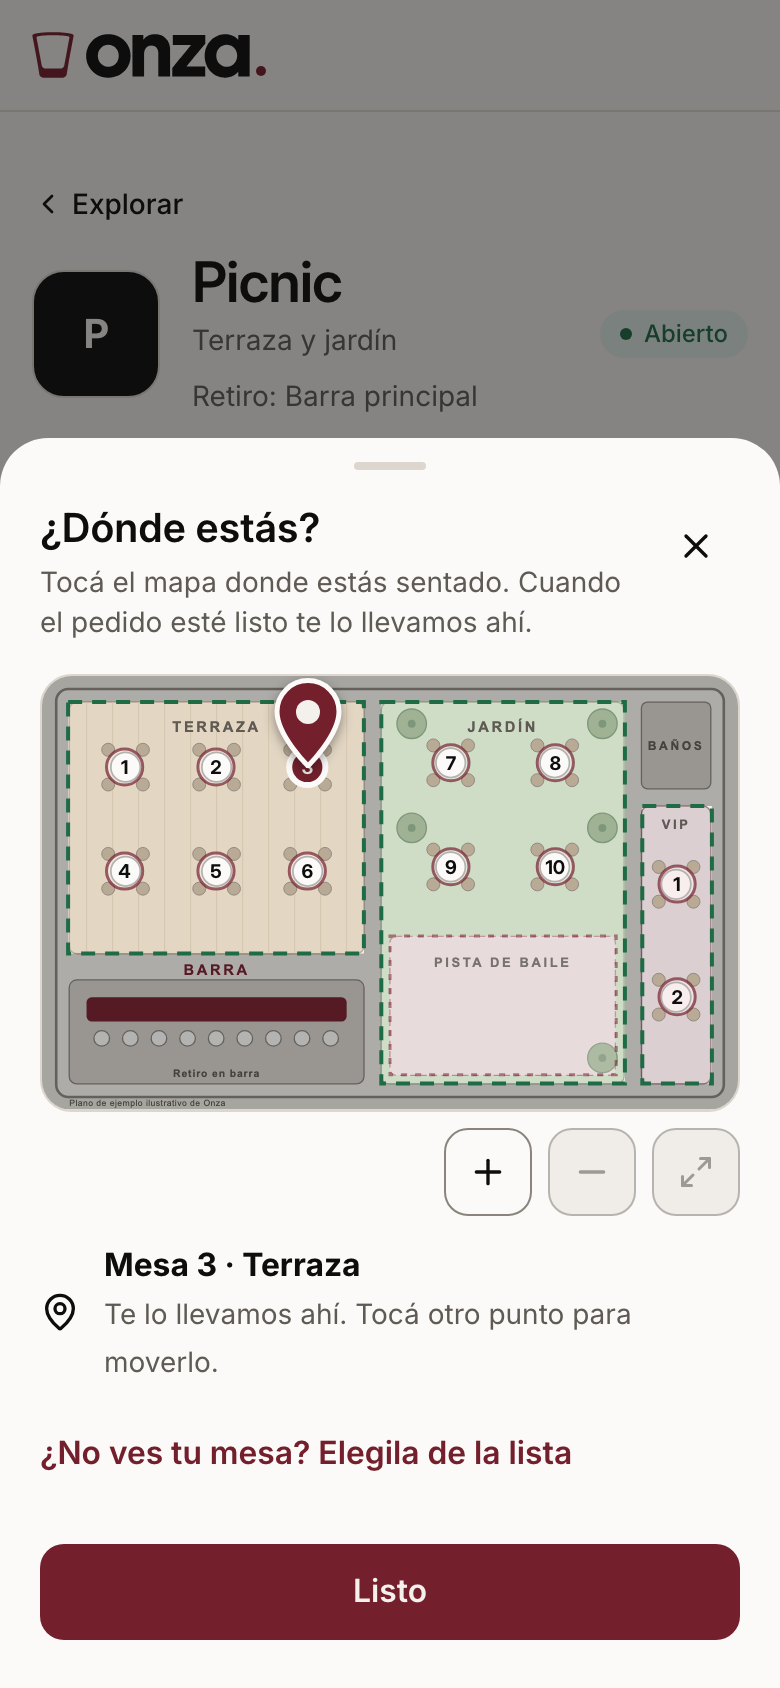 onza.
Explorar
P
Picnic
Terraza y jardín
Abierto
Retiro: Barra principal
¿Dónde estás?
Tocá el mapa donde estás sentado. Cuando
el pedido esté listo te lo llevamos ahí.
TERRAZA
1
2
3
4
5
6
JARDÍN
7
8
9
10
PISTA DE BAILE
BAÑOS
VIP
1
2
BARRA
Retiro en barra
Plano de ejemplo ilustrativo de Onza
Mesa 3 · Terraza
Te lo llevamos ahí. Tocá otro punto para
moverlo.
¿No ves tu mesa? Elegila de la lista
Listo